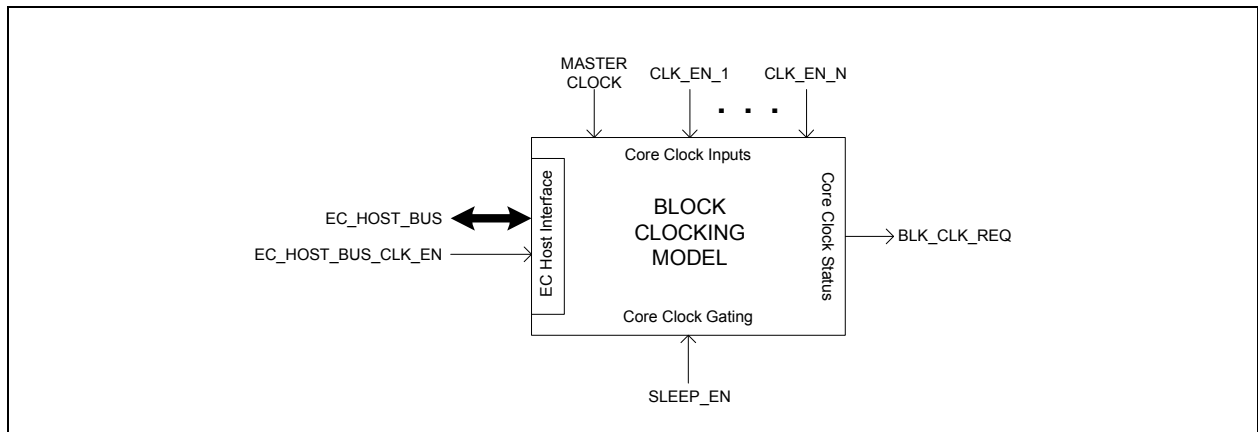 MASTER
CLOCK
CLK_EN_1
CLK_EN_N
. . .
Core Clock Inputs
EC Host Interface
BLOCK
CLOCKING
MODEL
Core Clock Status
EC_HOST_BUS
EC_HOST_BUS_CLK_EN
BLK_CLK_REQ
Core Clock Gating
SLEEP_EN